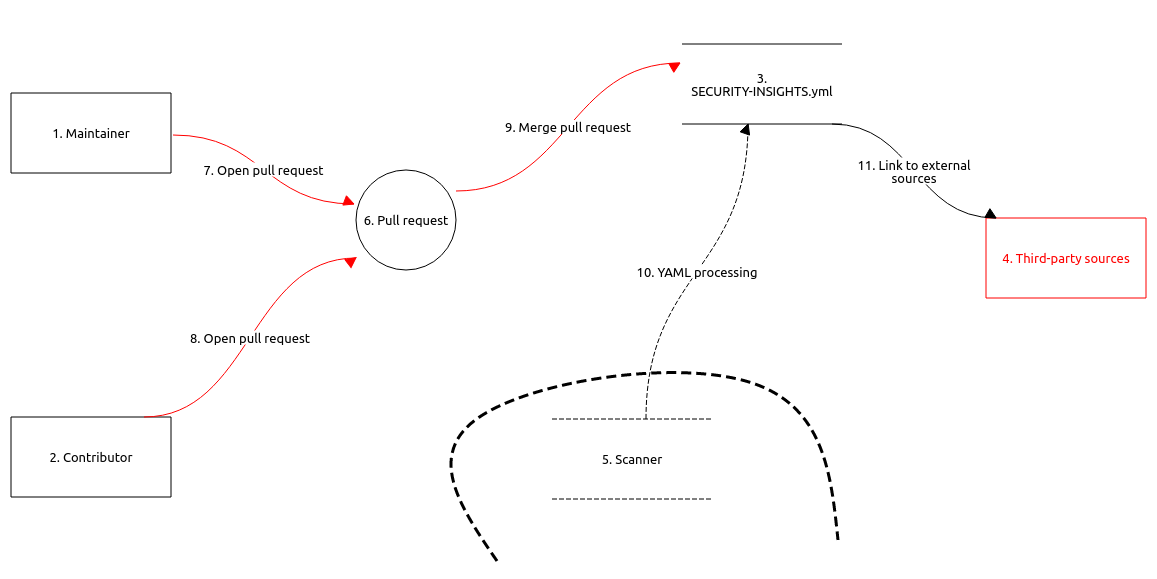 3.
SECURITY-INSIGHTS.yml
1. Maintainer
9. Merge pull request
7. Open pull request
11. Link to external
sources
6. Pull request
4. Third-party sources
10. YAML processing
8. Open pull request
2. Contributor
5. Scanner